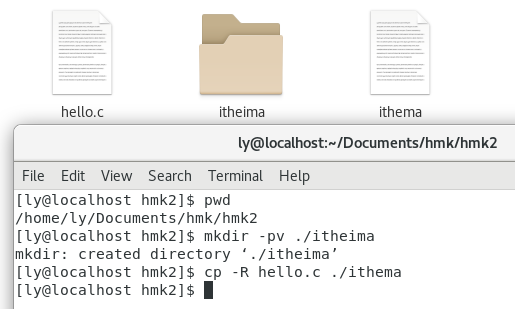 hello.c
itheima
ithema
ly@localhost:~/Documents/hmk/hmk2
File Edit View Search Terminal Help
[ly@localhost hmk2]$ pwd
/home/ly/Documents/hmk/hmk2
[ly@localhost hmk2]$ mkdir -pv ./itheima
mkdir: created directory ‘./itheima’
[ly@localhost hmk2]$ cp -R hello.c ./ithema
[ly@localhost hmk2]$